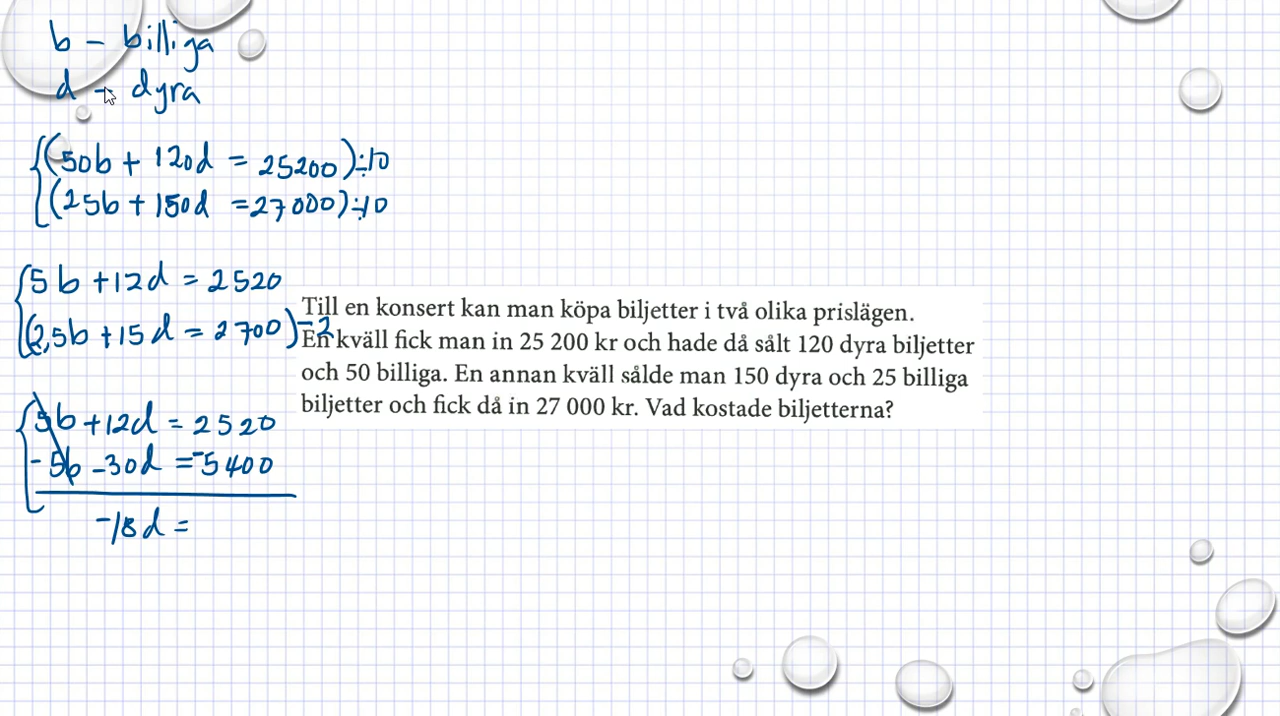 b - billiga
d - dyra
(50b + 120d = 25200)÷10
(25b + 150d = 27000)÷10
5b + 12d = 2520
(2,5b + 15d = 2700)-2
Till en konsert kan man köpa biljetter i två olika prislägen.
En kväll fick man in 25 200 kr och hade då sålt 120 dyra biljetter
och 50 billiga. En annan kväll sålde man 150 dyra och 25 billiga
biljetter och fick då in 27 000 kr. Vad kostade biljetterna?
5b + 12d = 2520
-5b - 30d = -5400
-18d =